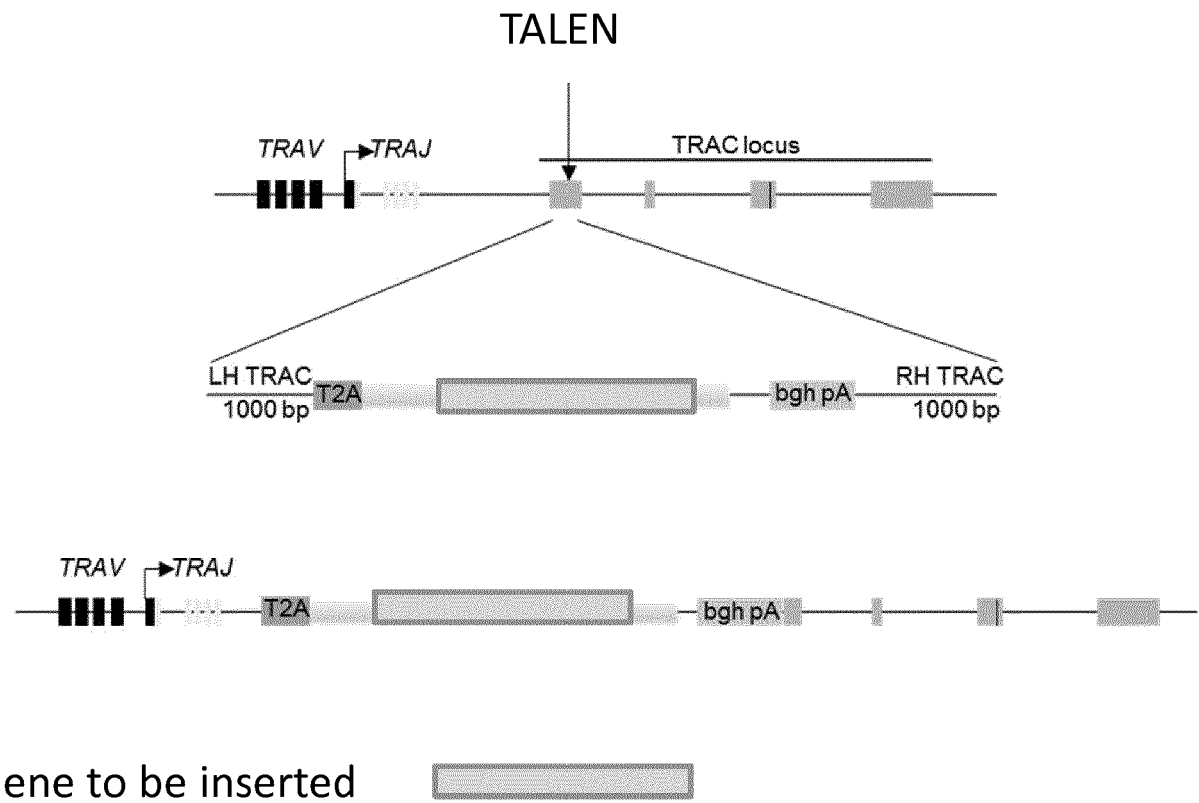 TALEN
TRAV TRAJ TRAC locus
LH TRAC RH TRAC
T2A bgh pA
1000 bp 1000 bp
TRAV TRAJ
T2A bgh pA
ene to be inserted